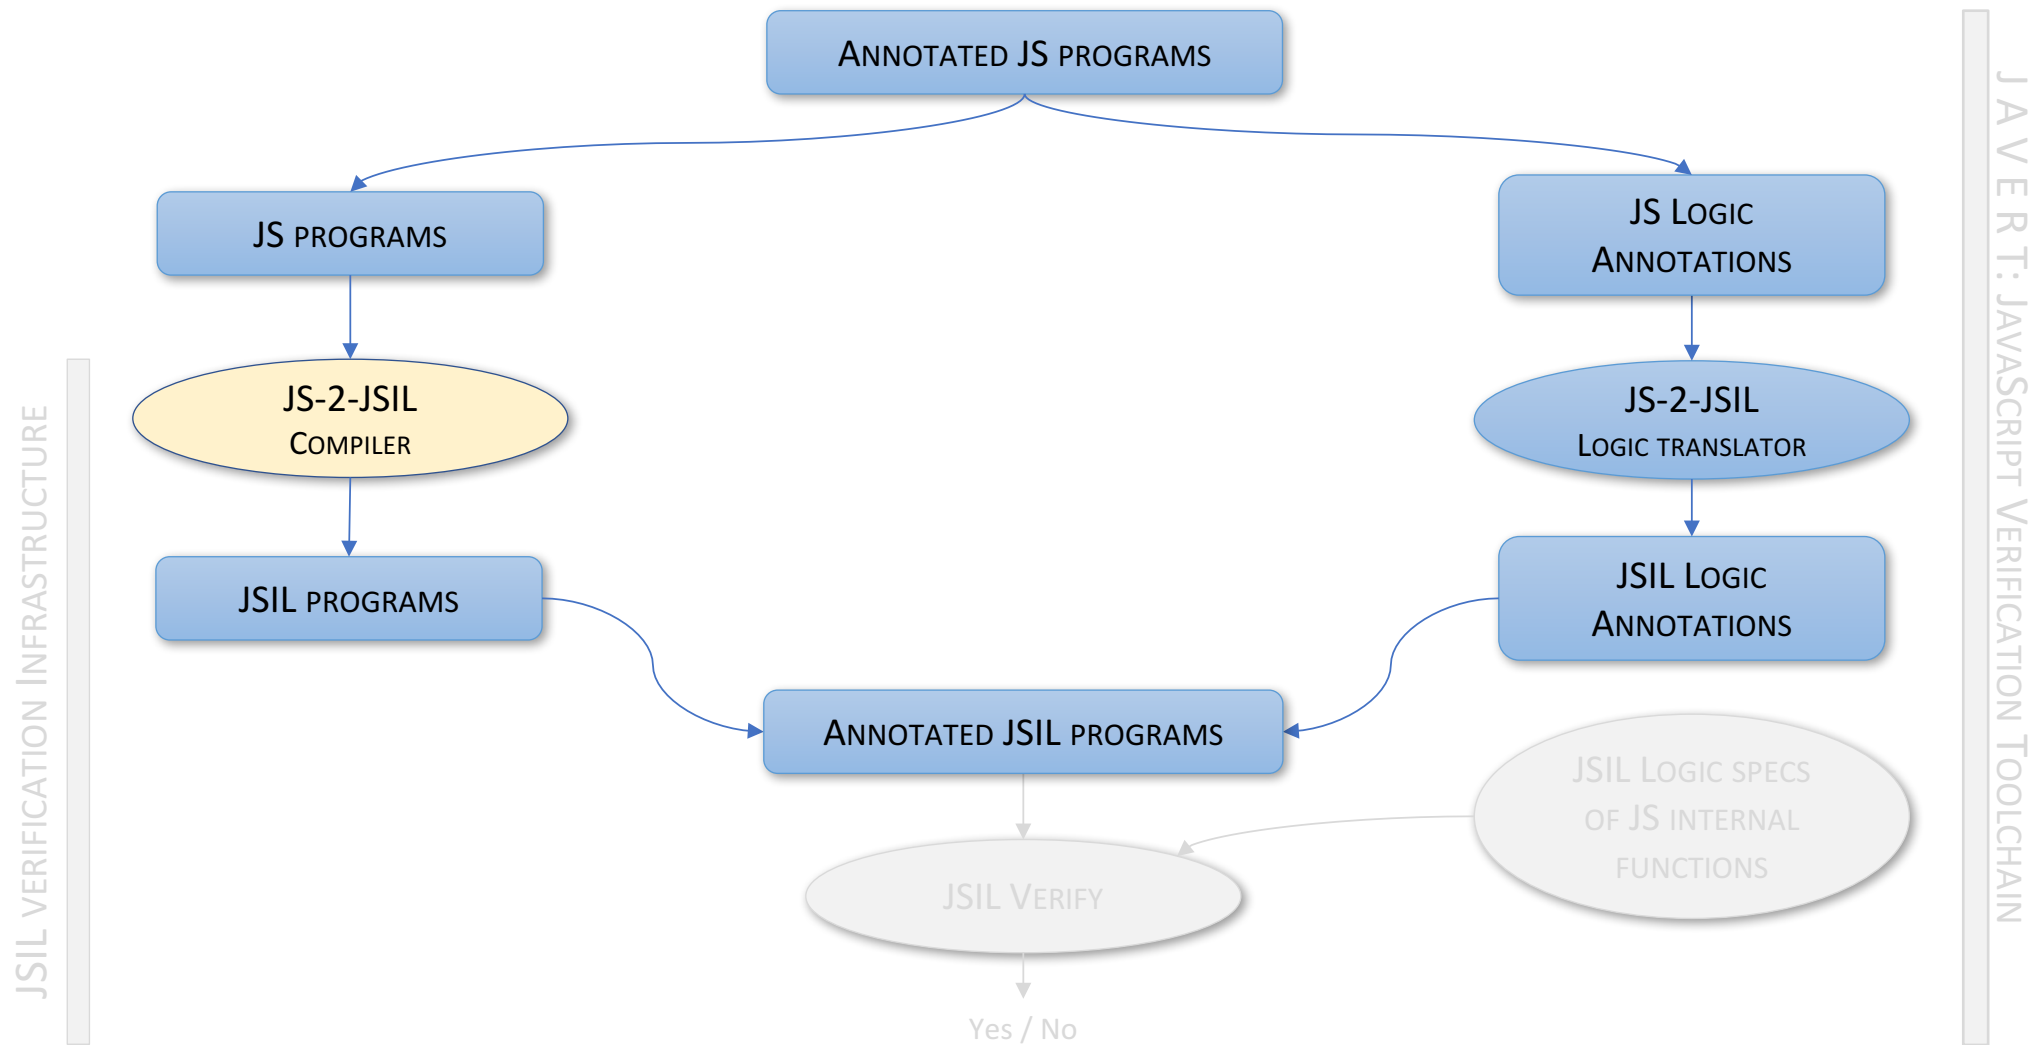 Annotated JS programs
JS programs
JS Logic
Annotations
JS-2-JSIL
Compiler
JS-2-JSIL
Logic translator
JSIL programs
JSIL Logic
Annotations
Annotated JSIL programs
JSIL Logic specs
of JS internal
functions
JSIL Verify
Yes / No
JSIL verification Infrastructure
JAVERT: JavaScript Verification Toolchain